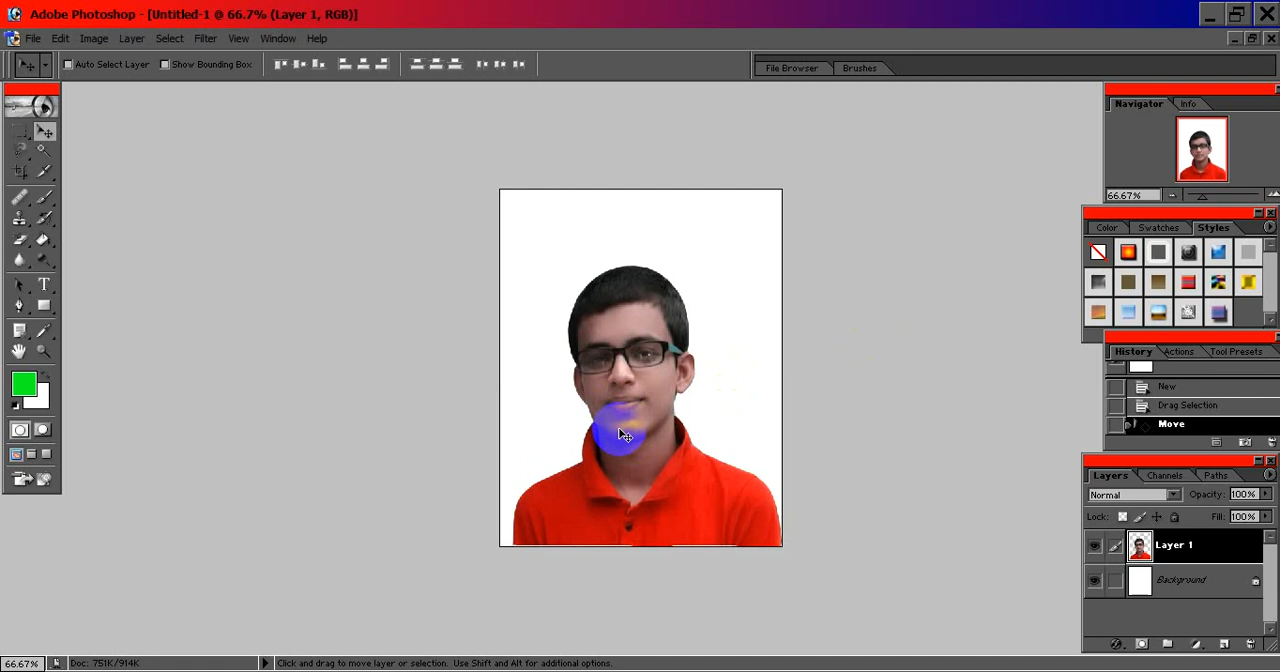 Adobe Photoshop - [Untitled-1 @ 66.7% (Layer 1, RGB)]
File Edit Image Layer Select Filter View Window Help
Auto Select Layer Show Bounding Box
File Browser Brushes
Navigator Info
66.67%
Color Swatches Styles
History Actions Tool Presets
New
Drag Selection
Move
Layers Channels Paths
Normal Opacity: 100%
Lock: Fill: 100%
Layer 1
Background
66.67% Doc: 751K/914K Click and drag to move layer or selection. Use Shift and Alt for additional options.